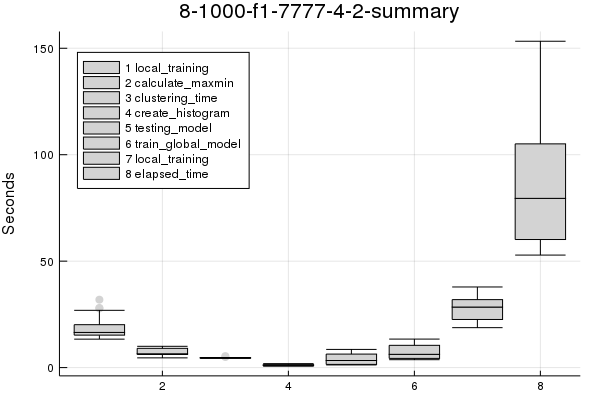 8-1000-f1-7777-4-2-summary
150
100
50
0
Seconds
1 local_training
2 calculate_maxmin
3 clustering_time
4 create_histogram
5 testing_model
6 train_global_model
7 local_training
8 elapsed_time
2 4 6 8